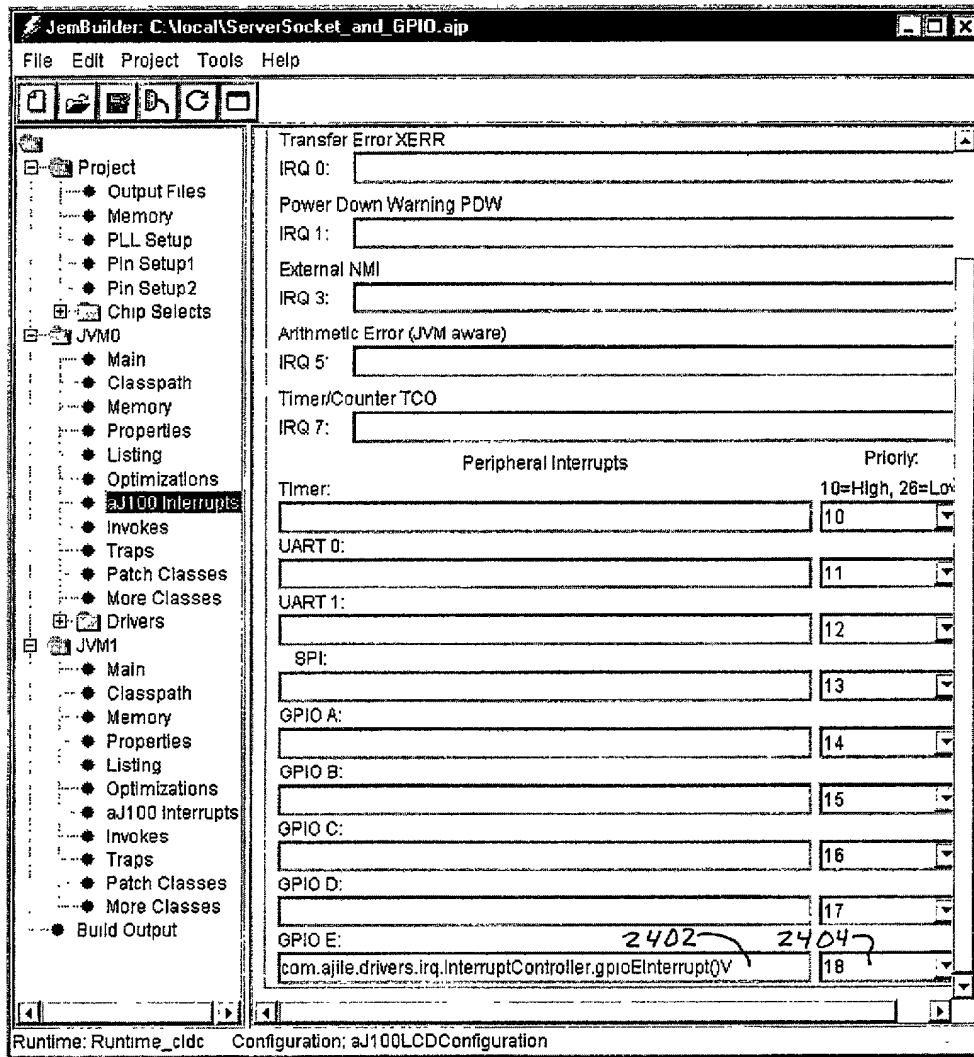 JemBuilder: C:\local\ServerSocket_and_GPIO.ajp
File Edit Project Tools Help
Project
Output Files
Memory
PLL Setup
Pin Setup1
Pin Setup2
Chip Selects
JVM0
Main
Classpath
Memory
Properties
Listing
Optimizations
aJ100 Interrupts
Invokes
Traps
Patch Classes
More Classes
Drivers
JVM1
Main
Classpath
Memory
Properties
Listing
Optimizations
aJ100 Interrupts
Invokes
Traps
Patch Classes
More Classes
Build Output
Transfer Error XERR
IRQ 0:
Power Down Warning PDW
IRQ 1:
External NMI
IRQ 3:
Arithmetic Error (JVM aware)
IRQ 5:
Timer/Counter TCO
IRQ 7:
Peripheral Interrupts Priority:
Timer: 10=High, 26=Low
10
UART 0:
11
UART 1:
12
SPI:
13
GPIO A:
14
GPIO B:
15
GPIO C:
16
GPIO D:
17
GPIO E: 2402 2404
com.ajile.drivers.irq.InterruptController.gpioEInterrupt()V 18
Runtime: Runtime_cldc Configuration: aJ100LCDConfiguration